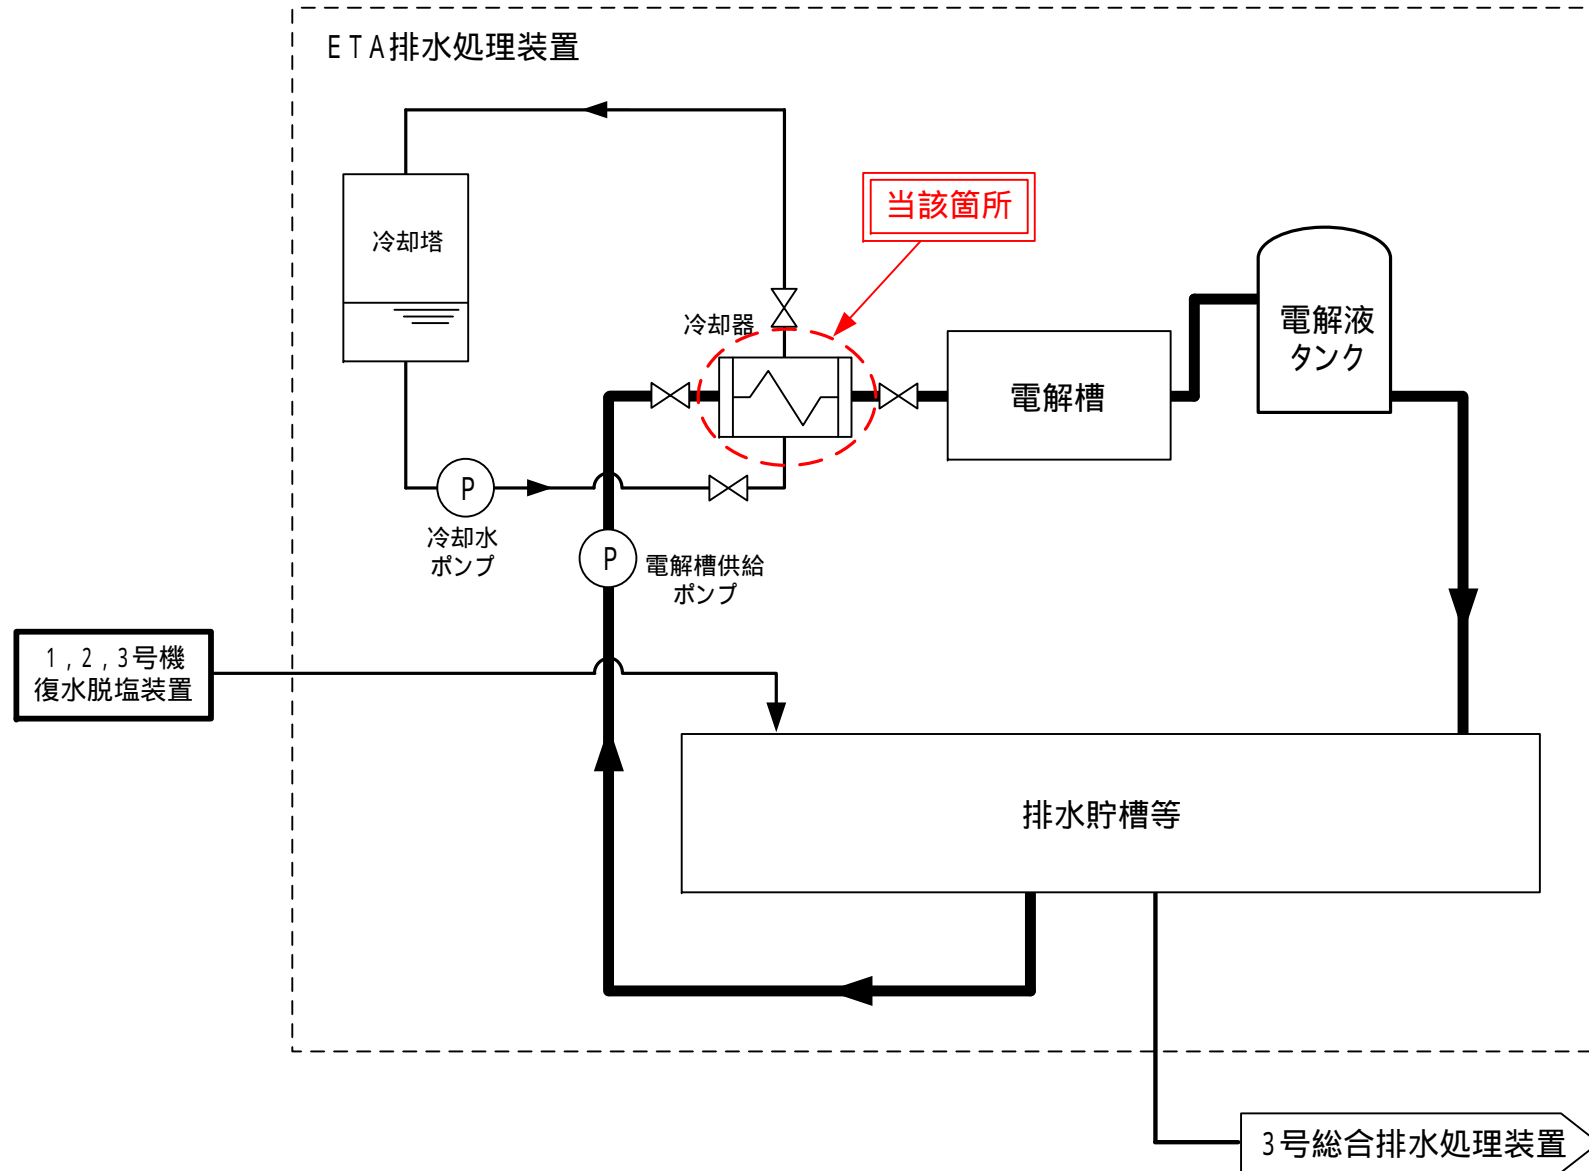 ETA排水処理装置
当該箇所
冷却塔
冷却器
電解液
タンク
電解槽
P
冷却水
ポンプ
P
電解槽供給
ポンプ
1,2,3号機
復水脱塩装置
排水貯槽等
3号総合排水処理装置